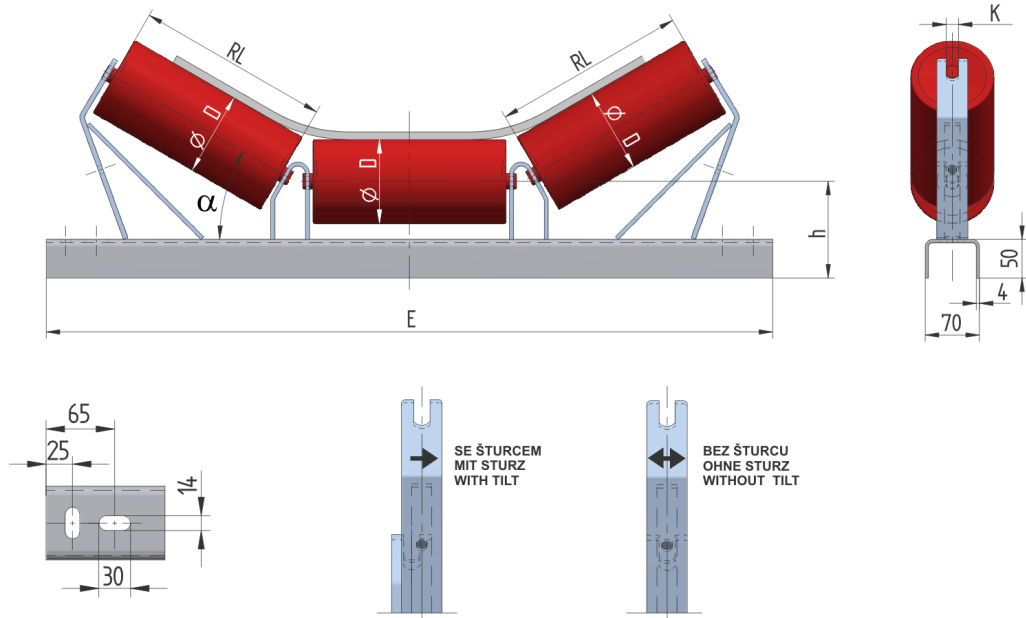 RL
RL
K
Ø D
Ø D
Ø D
α
h
50
4
70
E
65
25
14
30
SE ŠTURCEM
MIT STURZ
WITH TILT
BEZ ŠTURCU
OHNE STURZ
WITHOUT TILT